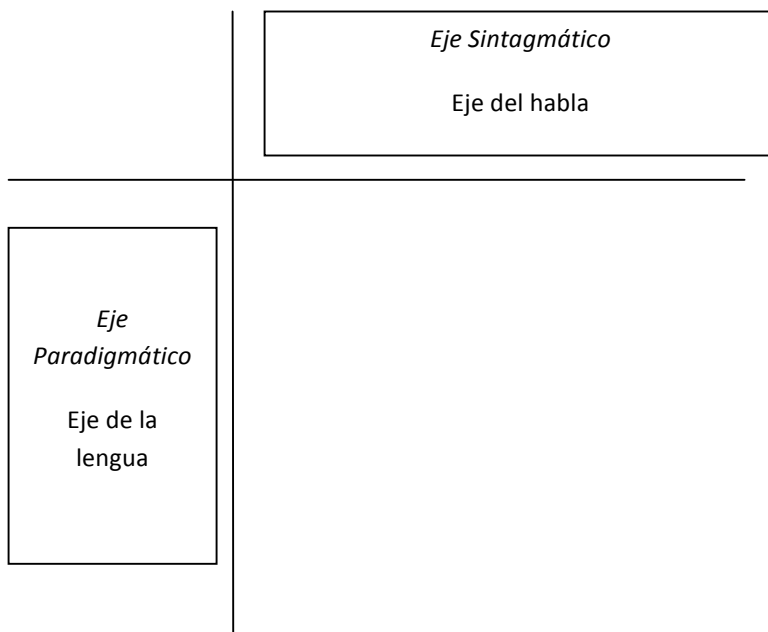 Eje Sintagmático
Eje del habla
Eje
Paradigmático
Eje de la
lengua